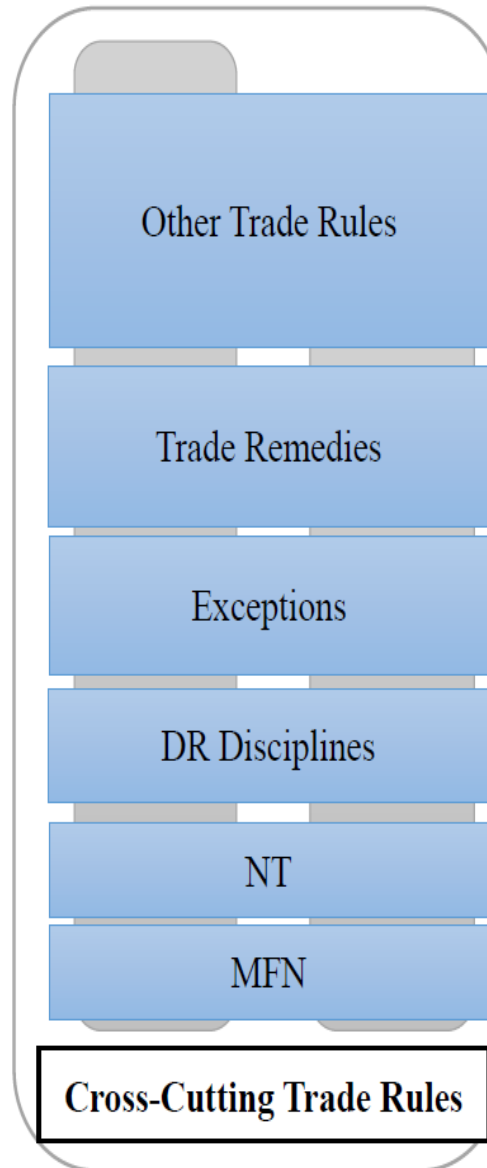 Other Trade Rules
Trade Remedies
Exceptions
DR Disciplines
NT
MFN
Cross-Cutting Trade Rules